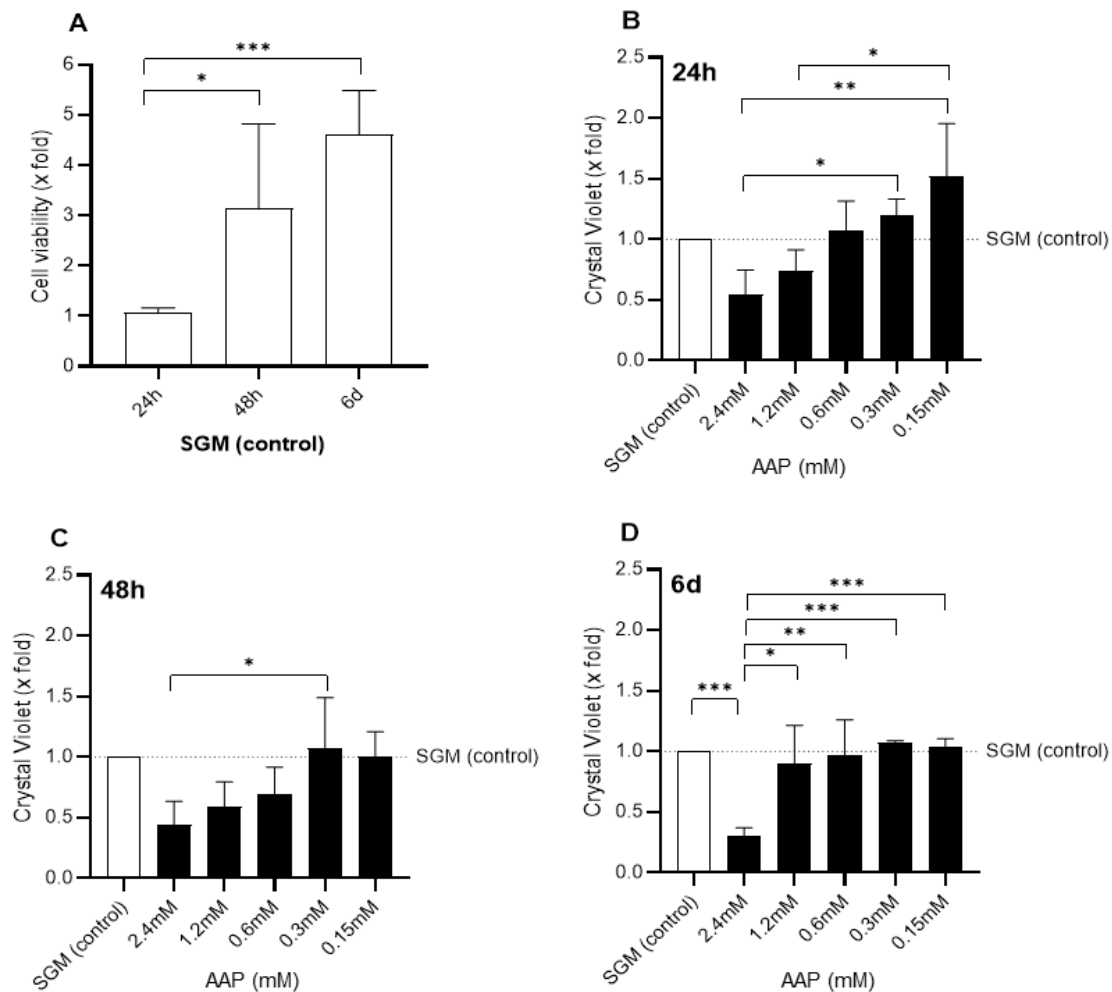 A
***
*
6
5
4
3
2
1
0
Cell viability (x fold)
24h
48h
6d
SGM (control)
B
24h
*
**
*
2.5
2.0
1.5
1.0
0.5
0.0
Crystal Violet (x fold)
SGM (control)
SGM (control)
2.4mM
1.2mM
0.6mM
0.3mM
0.15mM
AAP (mM)
C
48h
*
2.5
2.0
1.5
1.0
0.5
0.0
Crystal Violet (x fold)
SGM (control)
SGM (control)
2.4mM
1.2mM
0.6mM
0.3mM
0.15mM
AAP (mM)
D
6d
***
***
**
*
***
2.5
2.0
1.5
1.0
0.5
0.0
Crystal Violet (x fold)
SGM (control)
SGM (control)
2.4mM
1.2mM
0.6mM
0.3mM
0.15mM
AAP (mM)